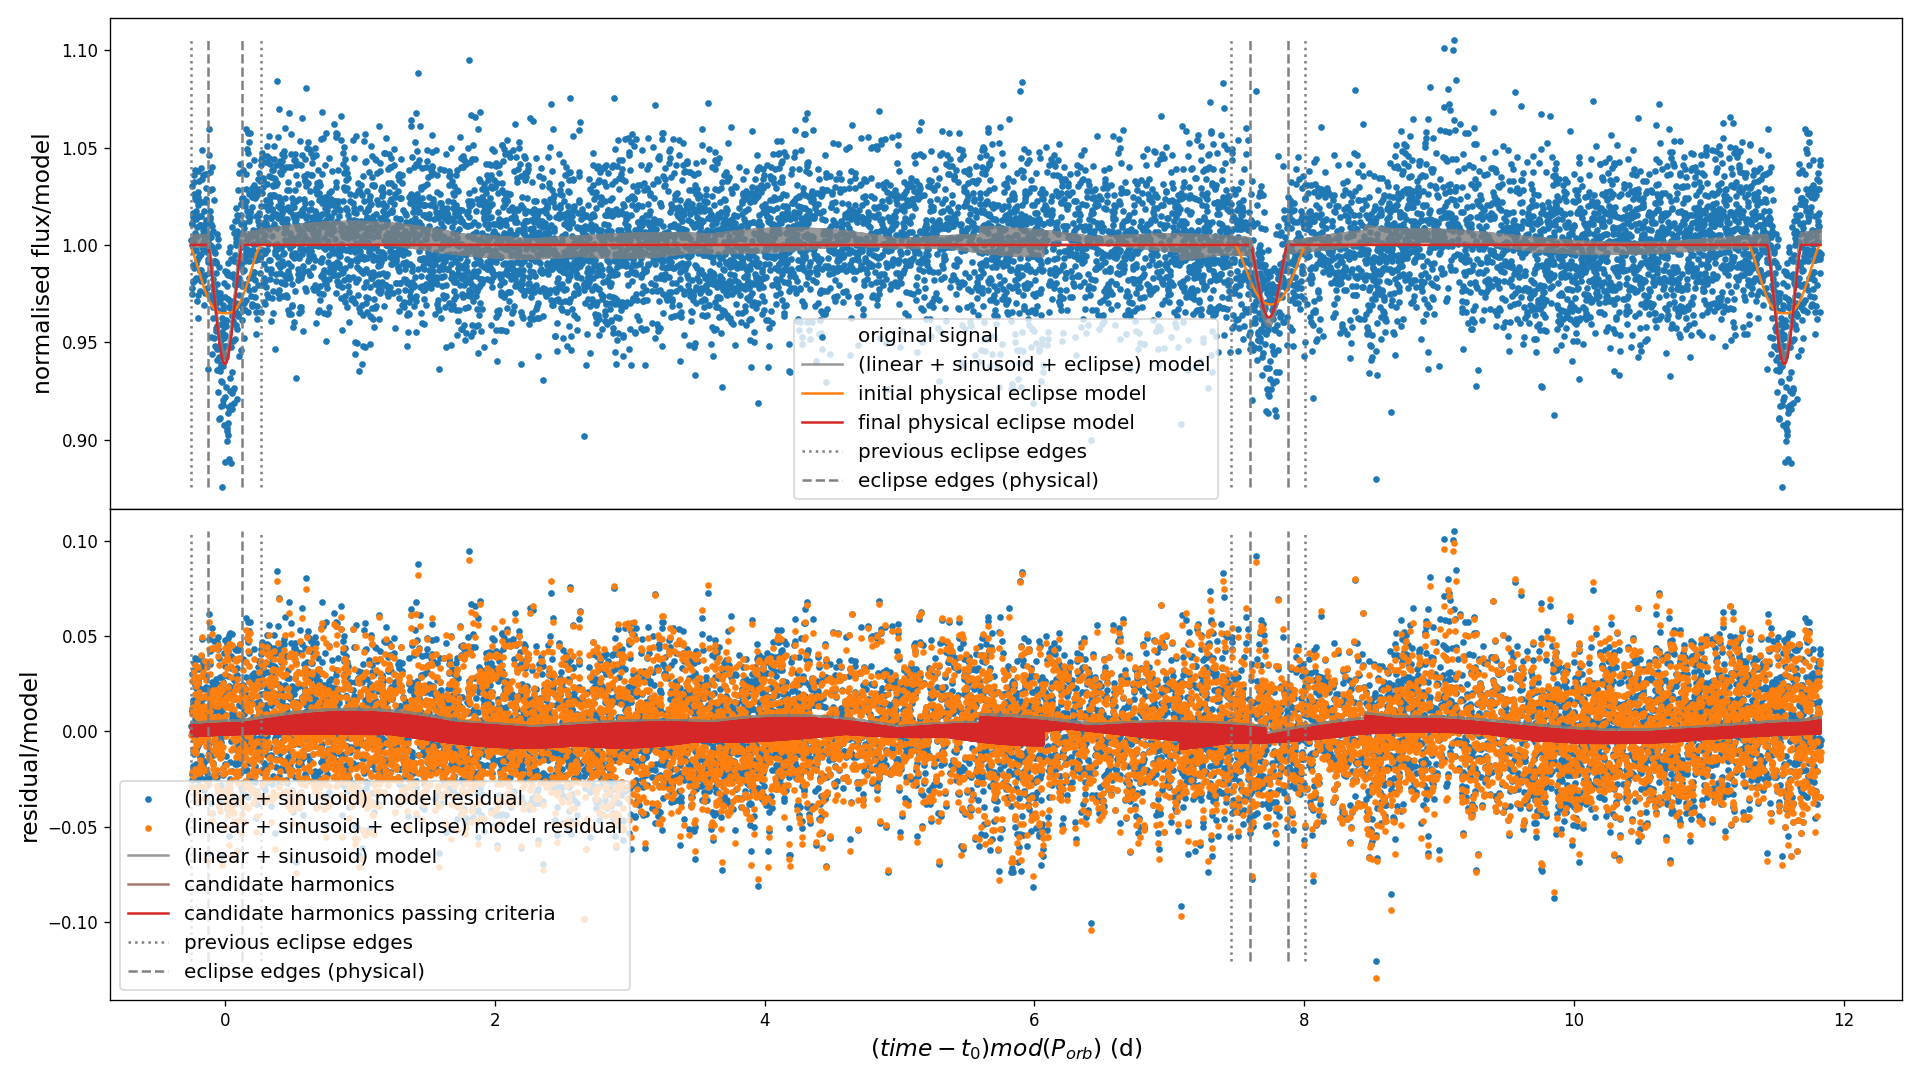 normalised flux/model
1.10
1.05
1.00
0.95
0.90
original signal
(linear + sinusoid + eclipse) model
initial physical eclipse model
final physical eclipse model
previous eclipse edges
eclipse edges (physical)
residual/model
0.10
0.05
0.00
−0.05
−0.10
(linear + sinusoid) model residual
(linear + sinusoid + eclipse) model residual
(linear + sinusoid) model
candidate harmonics
candidate harmonics passing criteria
previous eclipse edges
eclipse edges (physical)
0 2 4 6 8 10 12
(time − t₀)mod(Pₒᵣb) (d)